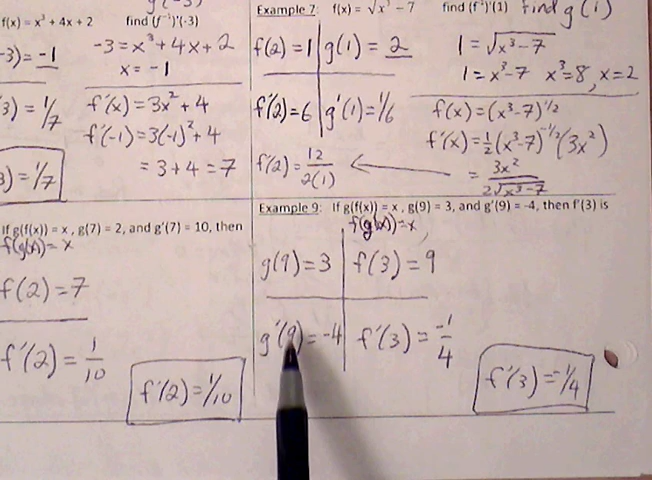 f(x) = x³ + 4x + 2 find (f⁻¹)'(-3)
-3) = -1
-3 = x³ + 4x + 2
x = -1
3) = 1/7
f'(x) = 3x² + 4
f'(-1) = 3(-1)² + 4
= 3 + 4 = 7
3) = 1/7
Example 7: f(x) = √x³ − 7 find (f⁻¹)'(1) find g'(1)
f(2) = 1 g(1) = 2
1 = √x³-7
1 = x³-7 x³ = 8, x = 2
f'(2) = 6 g'(1) = 1/6
f(x) = (x³-7)^1/2
f'(x) = 1/2 (x³-7)^-1/2 (3x²)
f'(2) = 12/2(1)
= 3x²/2√x³-7
If g(f(x)) = x , g(7) = 2, and g'(7) = 10, then
f(g(x)) = x
f(2) = 7
f'(2) = 1/10
f'(2) = 1/10
Example 9: If g(f(x)) = x , g(9) = 3, and g'(9) = -4, then f'(3) is
f(g(x)) = x
g(9) = 3 f(3) = 9
g'(9) = -4 f'(3) = -1/4
f'(3) = -1/4